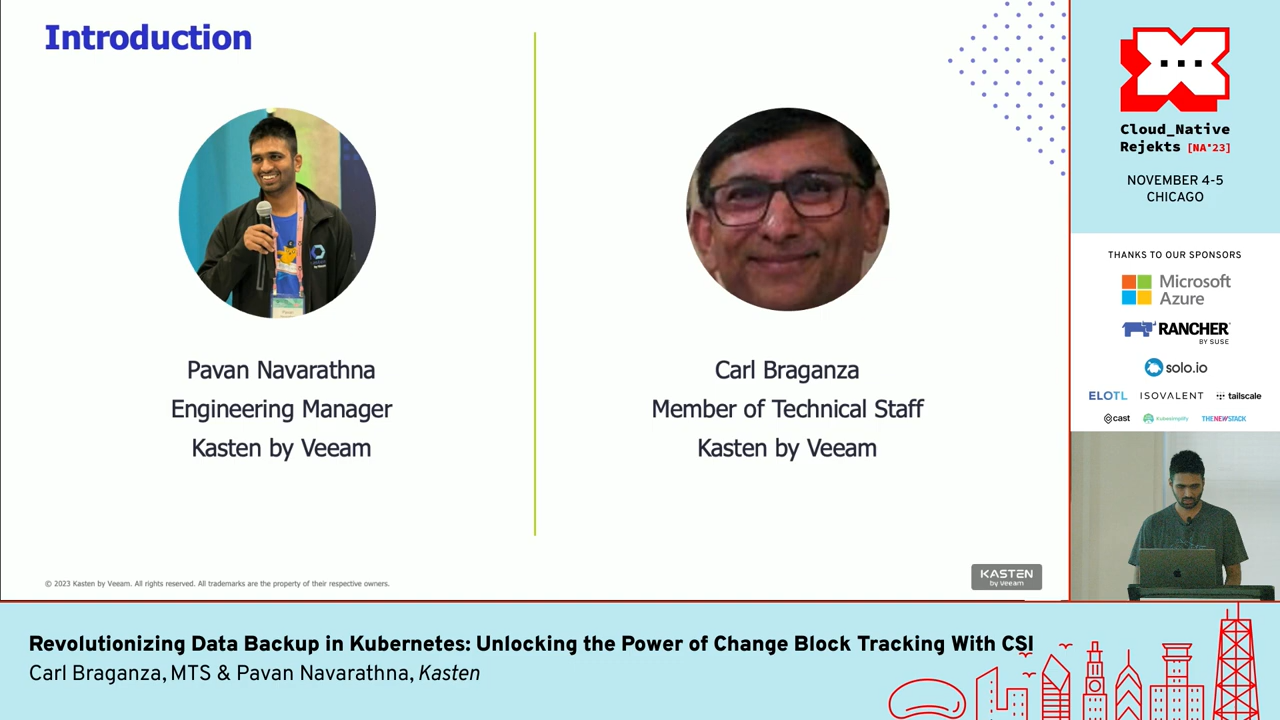 Introduction
Pavan Navarathna
Engineering Manager
Kasten by Veeam
Carl Braganza
Member of Technical Staff
Kasten by Veeam
© 2023 Kasten by Veeam. All rights reserved. All trademarks are the property of their respective owners.
KASTEN
by Veeam
Cloud_Native
Rejekts [NA'23]
NOVEMBER 4-5
CHICAGO
THANKS TO OUR SPONSORS
Microsoft
Azure
RANCHER
BY SUSE
solo.io
ELOTL ISOVALENT tailscale
cast kubesimplify THENEWSTACK
Revolutionizing Data Backup in Kubernetes: Unlocking the Power of Change Block Tracking With CSI
Carl Braganza, MTS & Pavan Navarathna, Kasten